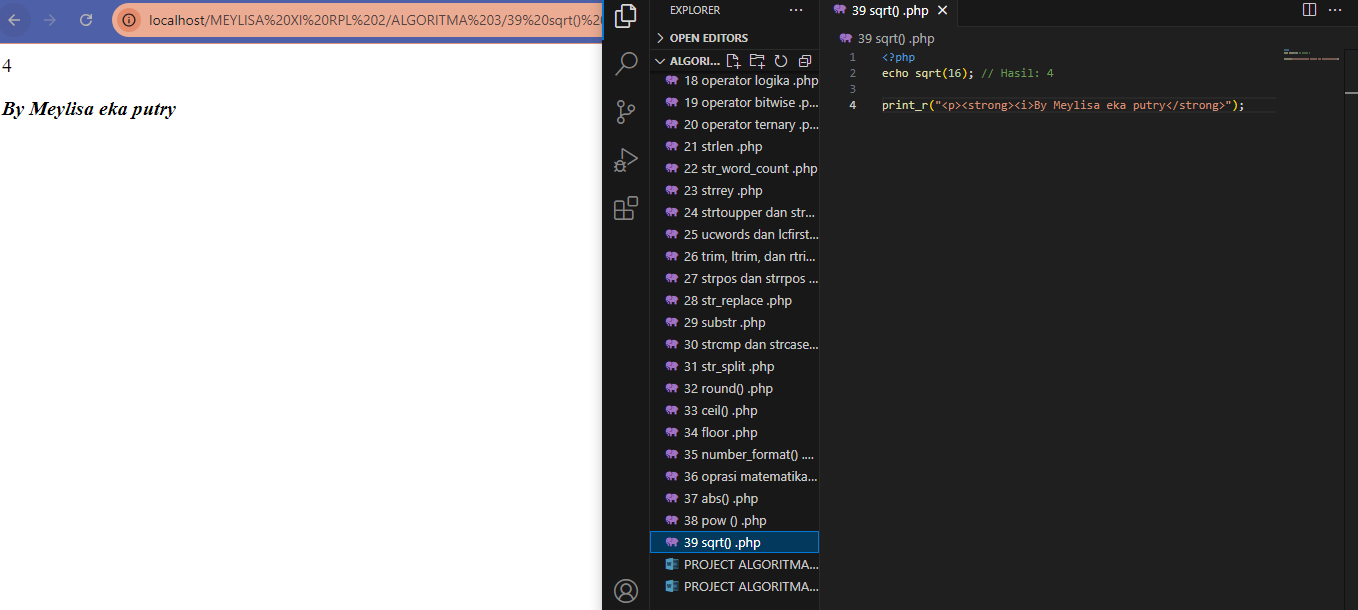 localhost/MEYLISA%20XI%20RPL%202/ALGORITMA%203/39%20sqrt()%20
4
By Meylisa eka putry
EXPLORER
OPEN EDITORS
ALGORI...
18 operator logika .php
19 operator bitwise .p...
20 operator ternary .p...
21 strlen .php
22 str_word_count .php
23 strrey .php
24 strtoupper dan str...
25 ucwords dan lcfirst...
26 trim, ltrim, dan rtri...
27 strpos dan strrpos ...
28 str_replace .php
29 substr .php
30 strcmp dan strcase...
31 str_split .php
32 round() .php
33 ceil() .php
34 floor .php
35 number_format() ....
36 oprasi matematika...
37 abs() .php
38 pow () .php
39 sqrt() .php
PROJECT ALGORITMA...
PROJECT ALGORITMA...
39 sqrt() .php
39 sqrt() .php
1 <?php
2 echo sqrt(16); // Hasil: 4
3
4 print_r("<p><strong><i>By Meylisa eka putry</strong>");